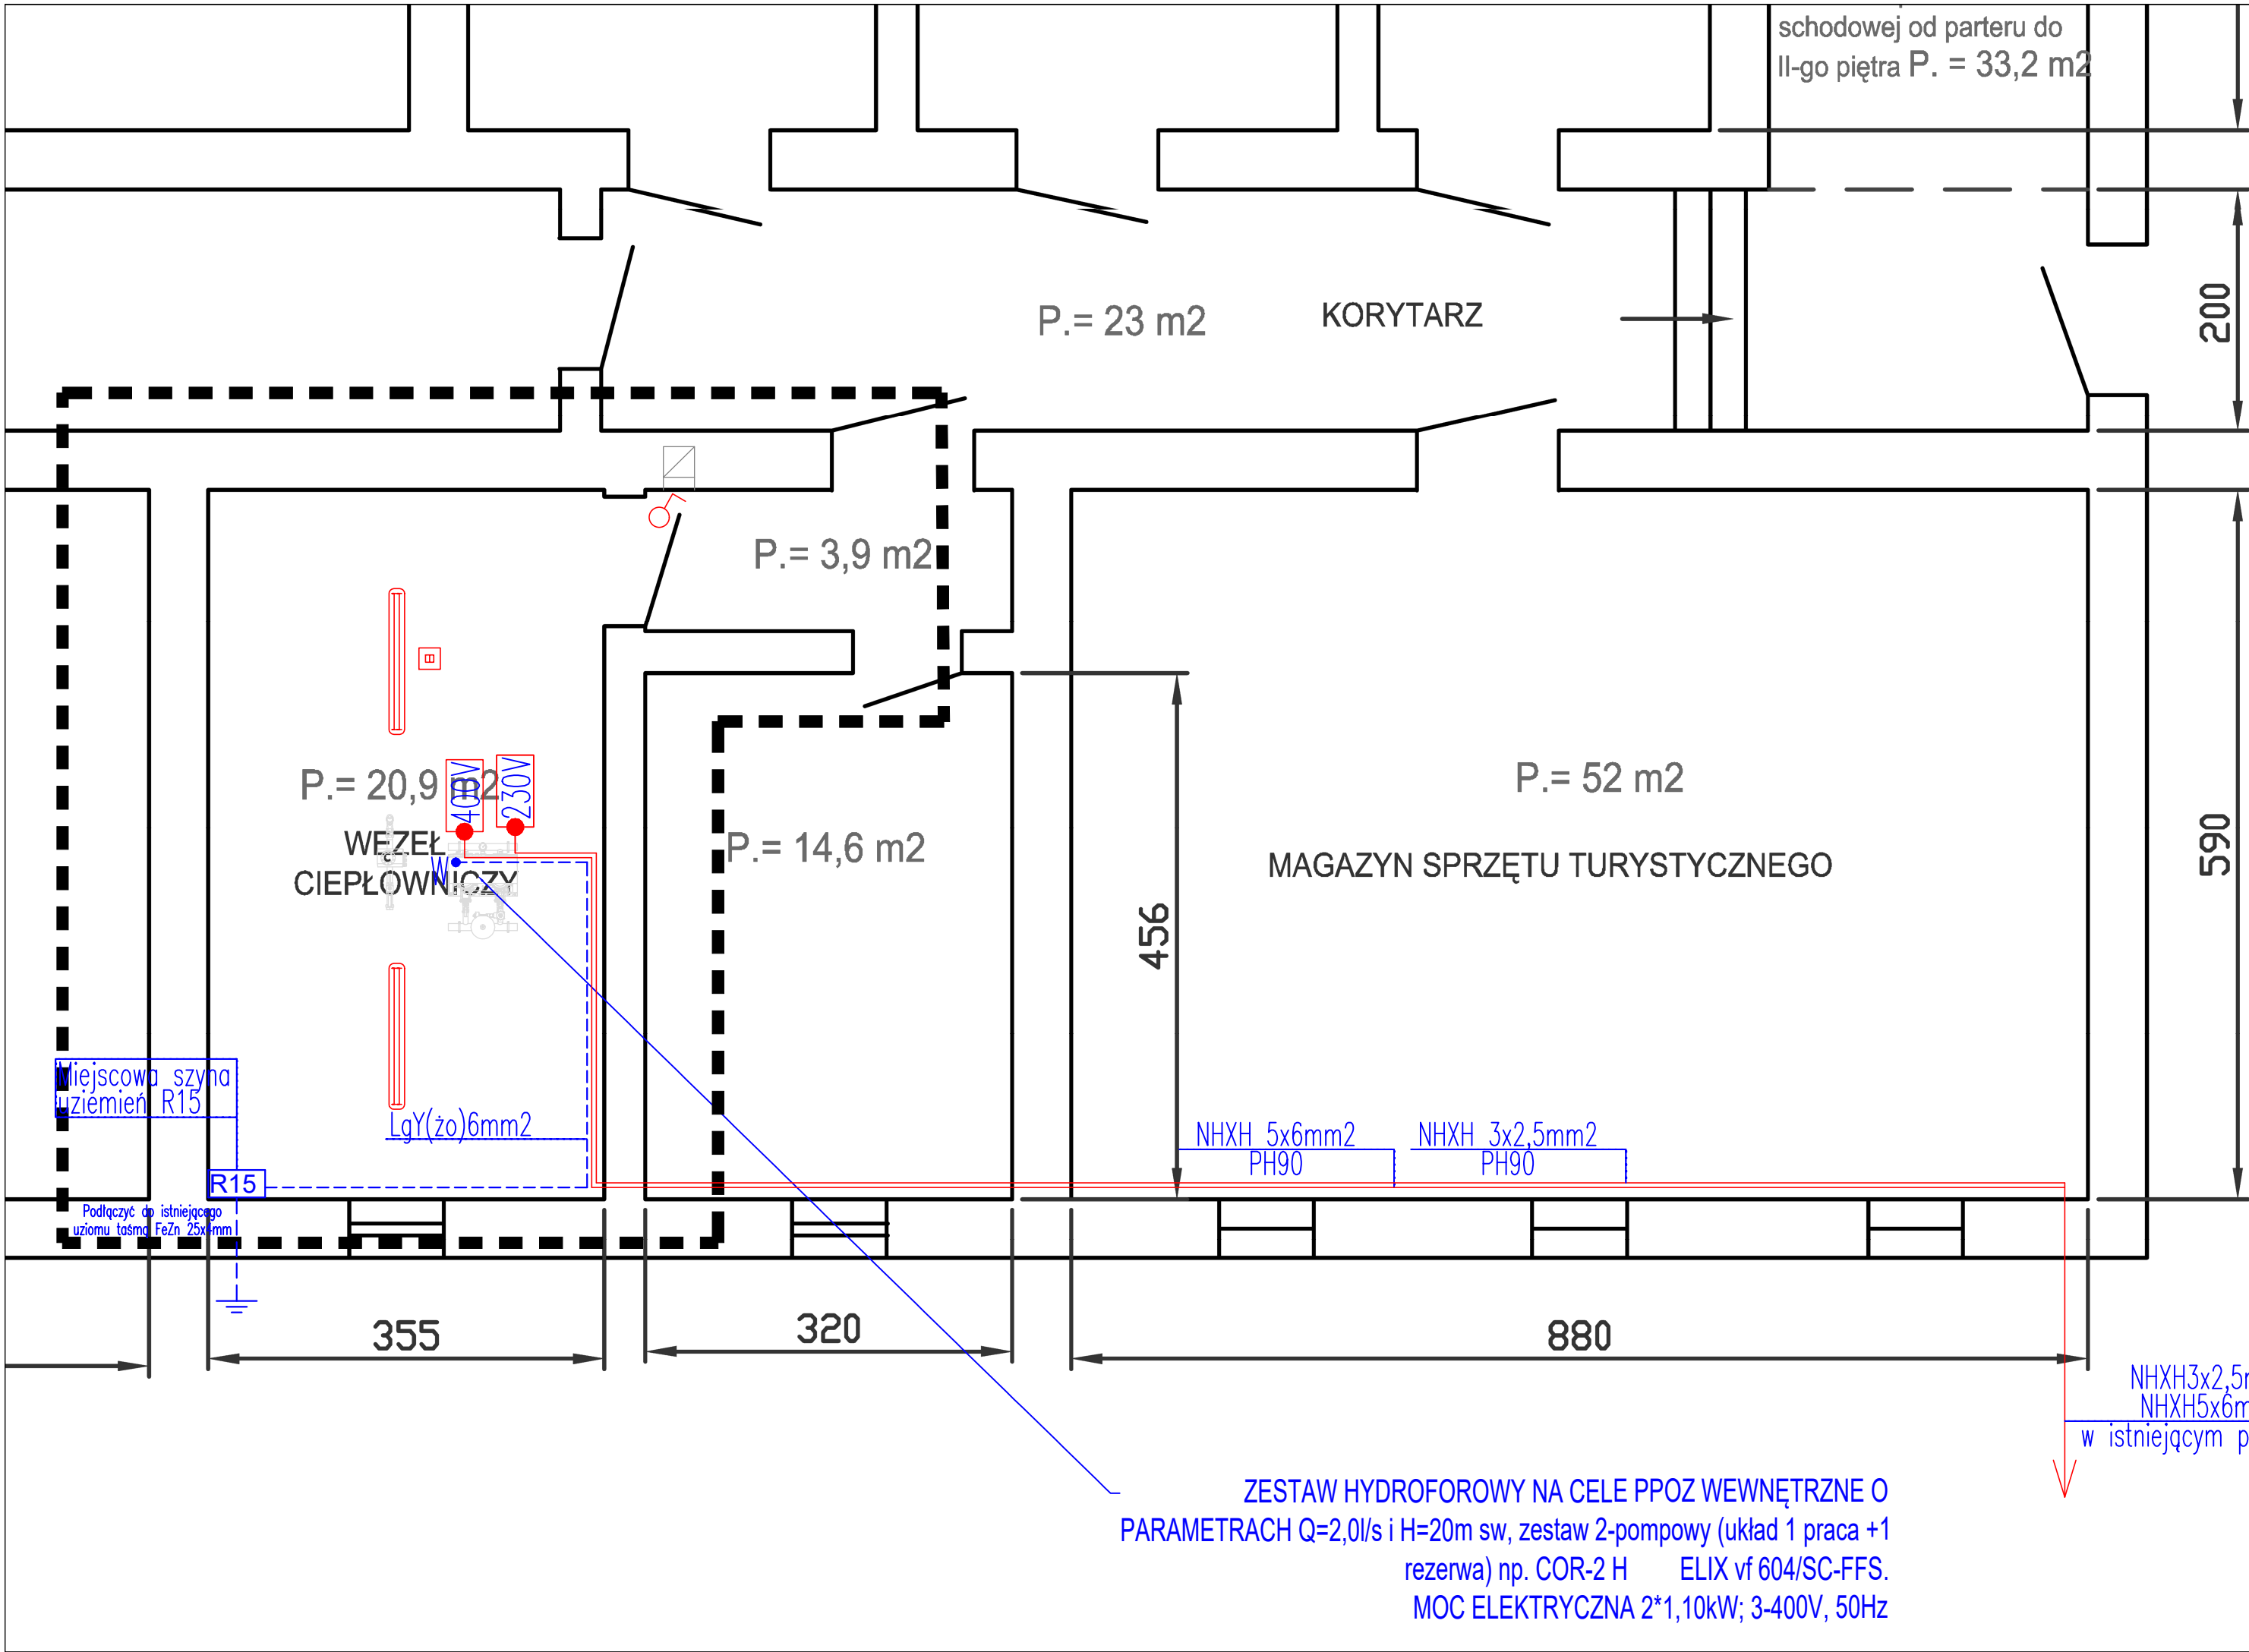 schodowej od parteru do
II-go piętra P. = 33,2 m2
P.= 23 m2
KORYTARZ
200
P.= 3,9 m2
P.= 20,9 m2
400V
230V
WĘZEŁ
CIEPŁOWNICZY
W
P.= 14,6 m2
P.= 52 m2
MAGAZYN SPRZĘTU TURYSTYCZNEGO
456
590
Miejscowa szyna
uziemień R15
LgY(żo)6mm2
NHXH 5x6mm2
PH90
NHXH 3x2,5mm2
PH90
R15
Podłączyć do istniejącego
uziomu taśmą FeZn 25x4mm
355
320
880
NHXH3x2,5
NHXH5x6
w istniejącym
ZESTAW HYDROFOROWY NA CELE PPOZ WEWNĘTRZNE O
PARAMETRACH Q=2,0l/s i H=20m sw, zestaw 2-pompowy (układ 1 praca +1
rezerwa) np. COR-2 H ELIX vf 604/SC-FFS.
MOC ELEKTRYCZNA 2*1,10kW; 3-400V, 50Hz